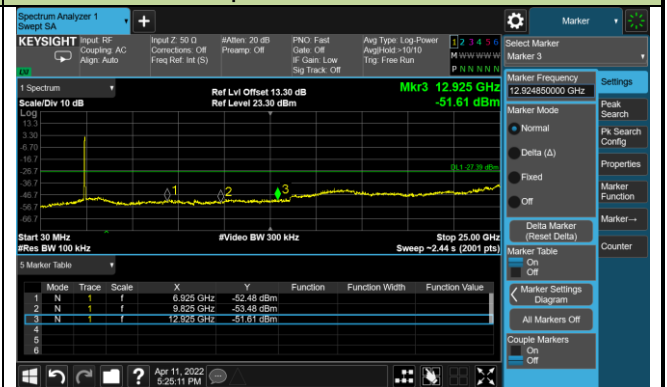 Spectrum Analyzer 1
Swept SA
+
Marker
KEYSIGHT
Input: RF
Coupling: AC
Align: Auto
Input Z: 50 Ω
Corrections: Off
Freq Ref: Int (S)
#Atten: 20 dB
Preamp: Off
PNO: Fast
Gate: Off
IF Gain: Low
Sig Track: Off
Avg Type: Log-Power
Avg|Hold:>10/10
Trig: Free Run
1 2 3 4 5 6
M W W W W W
P N N N N N
Select Marker
Marker 3
1 Spectrum
Scale/Div 10 dB
Ref Lvl Offset 13.30 dB
Ref Level 23.30 dBm
Mkr3 12.925 GHz
-51.61 dBm
Log
13.3
3.30
-6.70
-16.7
-26.7
-36.7
-46.7
-56.7
-66.7
DL1 -27.39 dBm
1
2
3
Start 30 MHz
#Res BW 100 kHz
#Video BW 300 kHz
Stop 25.00 GHz
Sweep ~2.44 s (2001 pts)
Marker Frequency
12.924850000 GHz
Marker Mode
Normal
Delta (Δ)
Fixed
Off
Delta Marker
(Reset Delta)
Marker Table
On
Off
Marker Settings
Diagram
All Markers Off
Couple Markers
On
Off
Settings
Peak
Search
Pk Search
Config
Properties
Marker
Function
Marker→
Counter
5 Marker Table
Mode Trace Scale X Y Function Function Width Function Value
1 N 1 f 6.925 GHz -52.48 dBm
2 N 1 f 9.825 GHz -53.48 dBm
3 N 1 f 12.925 GHz -51.61 dBm
4
5
6
?
Apr 11, 2022
5:25:11 PM